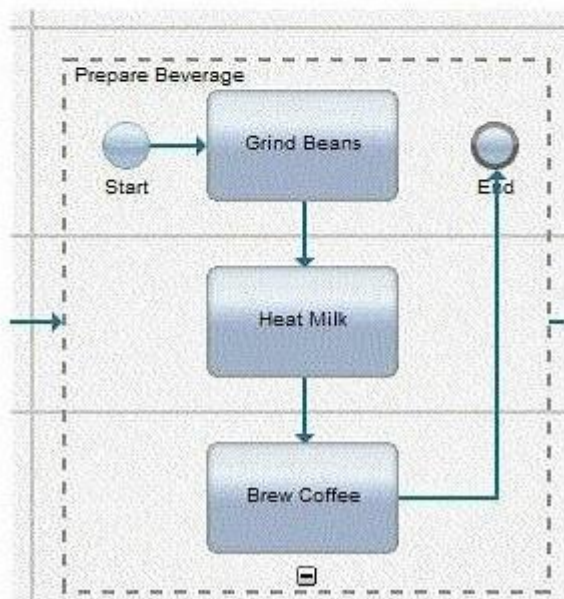 Prepare Beverage
Grind Beans
Start
End
Heat Milk
Brew Coffee